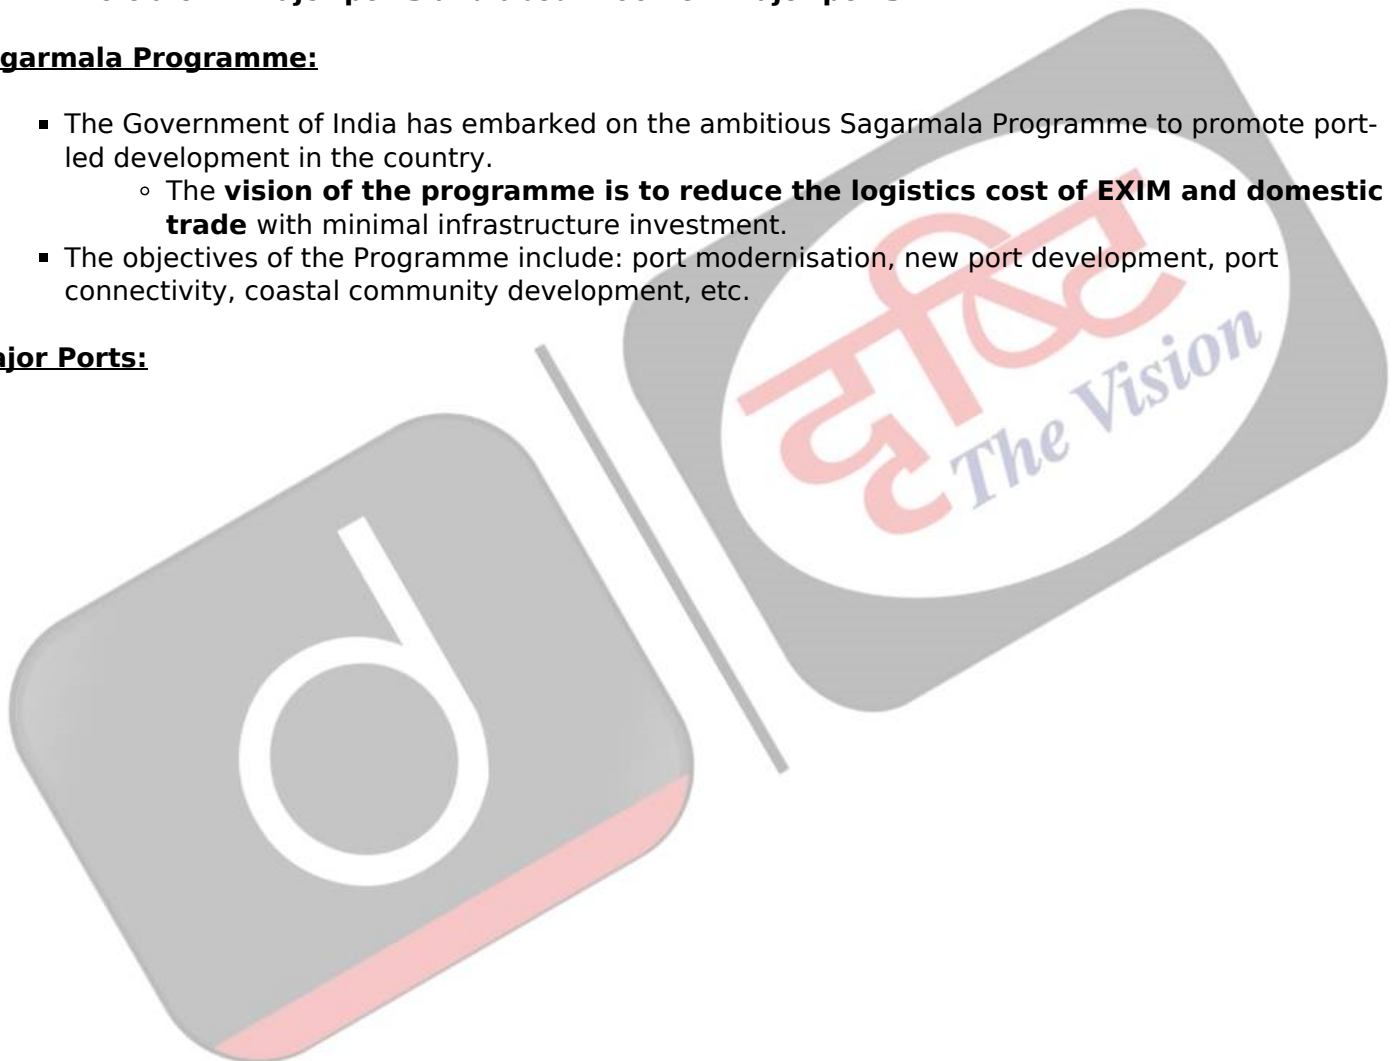 garmala Programme:
▪ The Government of India has embarked on the ambitious Sagarmala Programme to promote port-
led development in the country.
◦ The vision of the programme is to reduce the logistics cost of EXIM and domestic
trade with minimal infrastructure investment.
▪ The objectives of the Programme include: port modernisation, new port development, port
connectivity, coastal community development, etc.
ajor Ports:
दृष्टि
The Vision
d